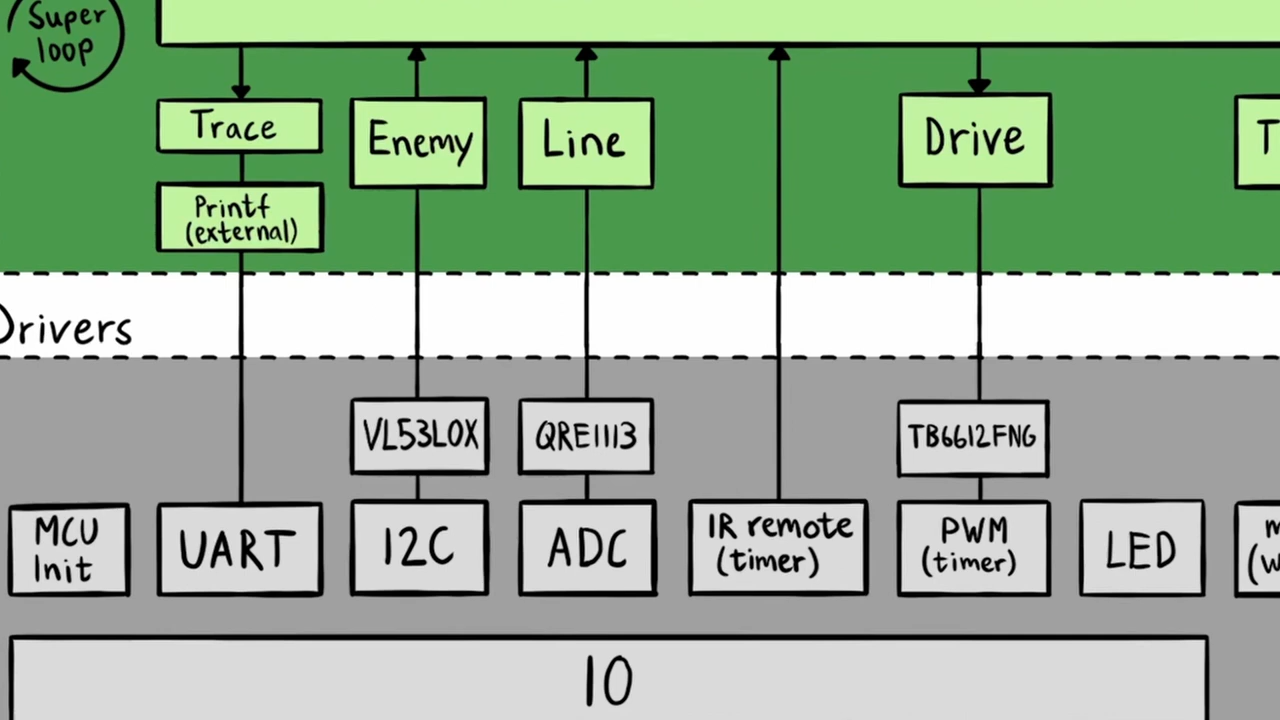 Super
loop
Trace
Enemy
Line
Drive
T
Printf
(external)
Drivers
VL53L0X
QRE1113
TB6612FNG
MCU
Init
UART
I2C
ADC
IR remote
(timer)
PWM
(timer)
LED
IO